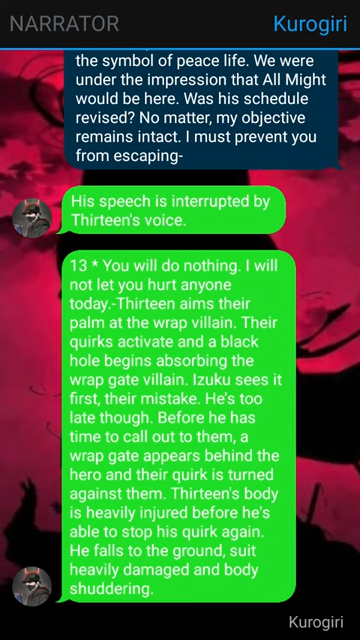 NARRATOR
Kurogiri
the symbol of peace life. We were
under the impression that All Might
would be here. Was his schedule
revised? No matter, my objective
remains intact. I must prevent you
from escaping-
His speech is interrupted by
Thirteen's voice.
13 * You will do nothing. I will
not let you hurt anyone
today.-Thirteen aims their
palm at the wrap villain. Their
quirks activate and a black
hole begins absorbing the
wrap gate villain. Izuku sees it
first, their mistake. He's too
late though. Before he has
time to call out to them, a
wrap gate appears behind the
hero and their quirk is turned
against them. Thirteen's body
is heavily injured before he's
able to stop his quirk again.
He falls to the ground, suit
heavily damaged and body
shuddering.
Kurogiri